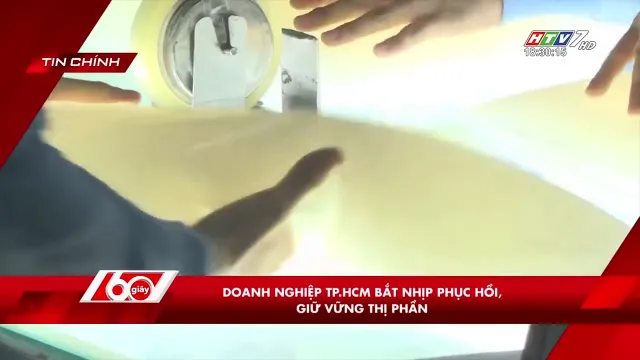 TIN CHÍNH
HTV7 HD
18:30:15
60 giây
DOANH NGHIỆP TP.HCM BẮT NHỊP PHỤC HỒI,
GIỮ VỮNG THỊ PHẦN